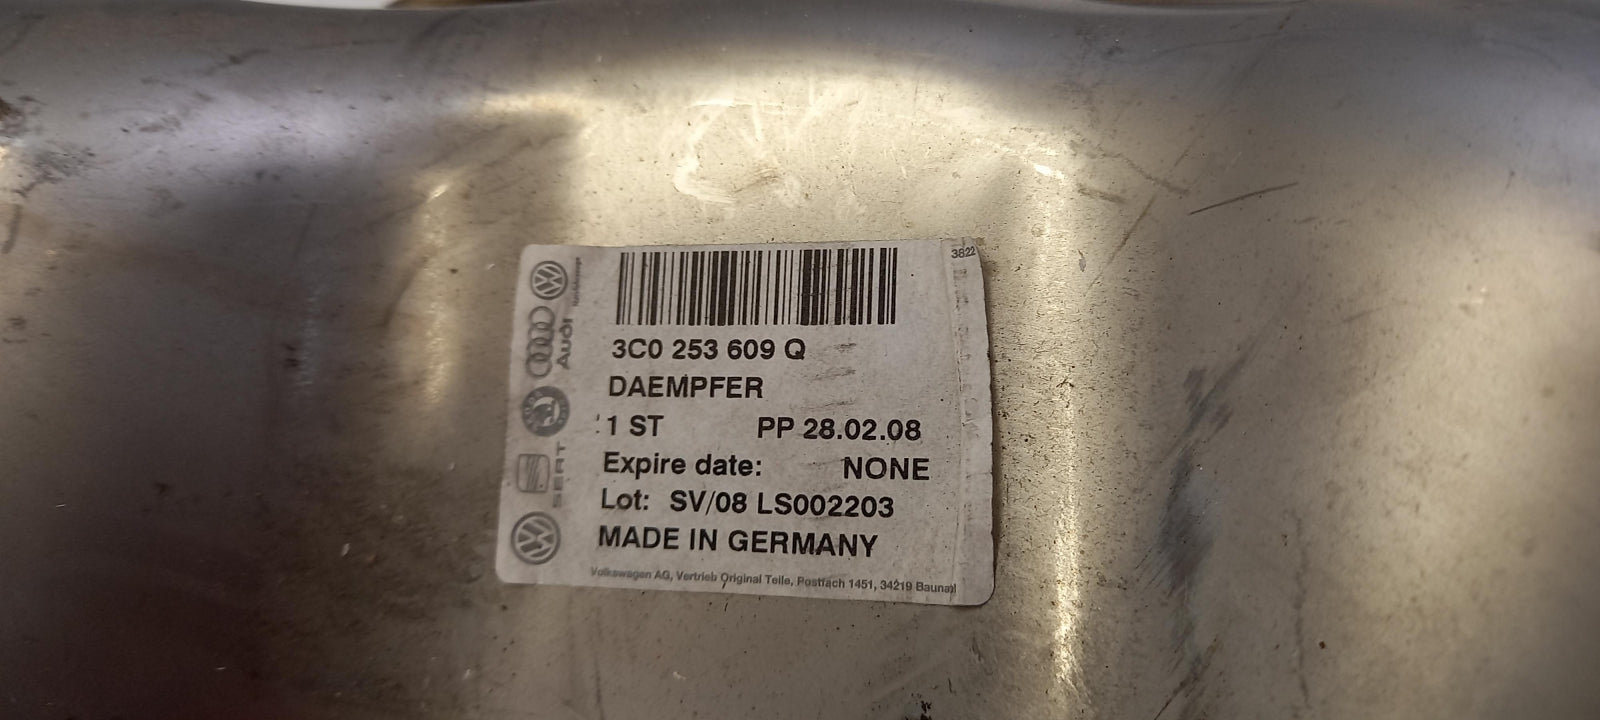 3822
3C0 253 609 Q
DAEMPFER
1 ST PP 28.02.08
Expire date: NONE
Lot: SV/08 LS002203
MADE IN GERMANY
Volkswagen AG, Vertrieb Original Teile, Postfach 1451, 34219 Baunatal
Audi
SEAT